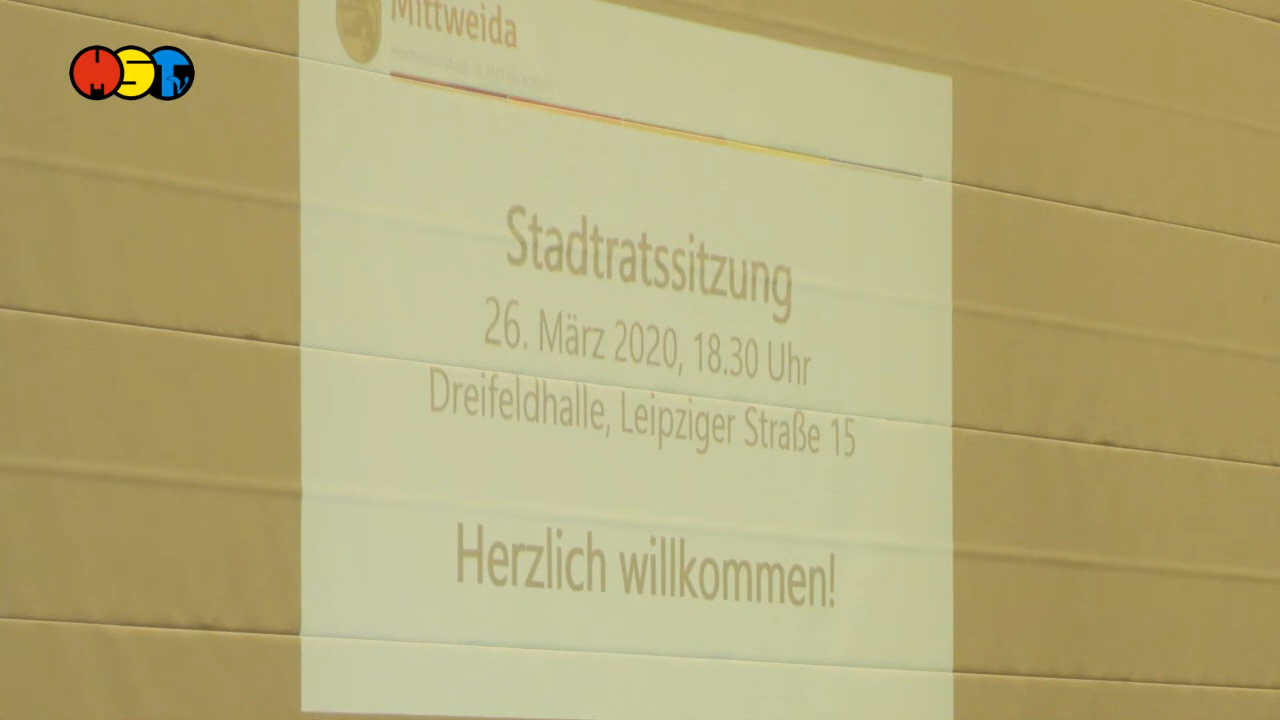 Mittweida
Stadtratssitzung
26. März 2020, 18.30 Uhr
Dreifeldhalle, Leipziger Straße 15
Herzlich willkommen!